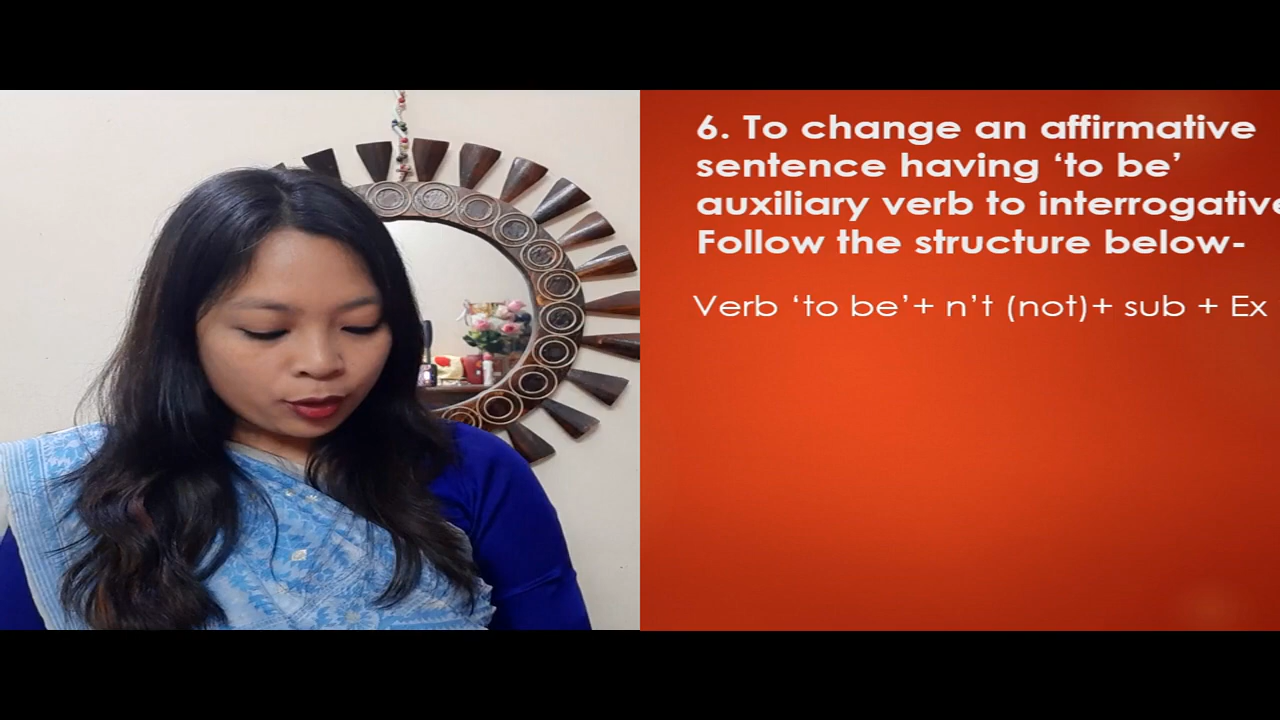 6. To change an affirmative
sentence having ‘to be’
auxiliary verb to interrogative
Follow the structure below-
Verb ‘to be’+ n’t (not)+ sub + Ex